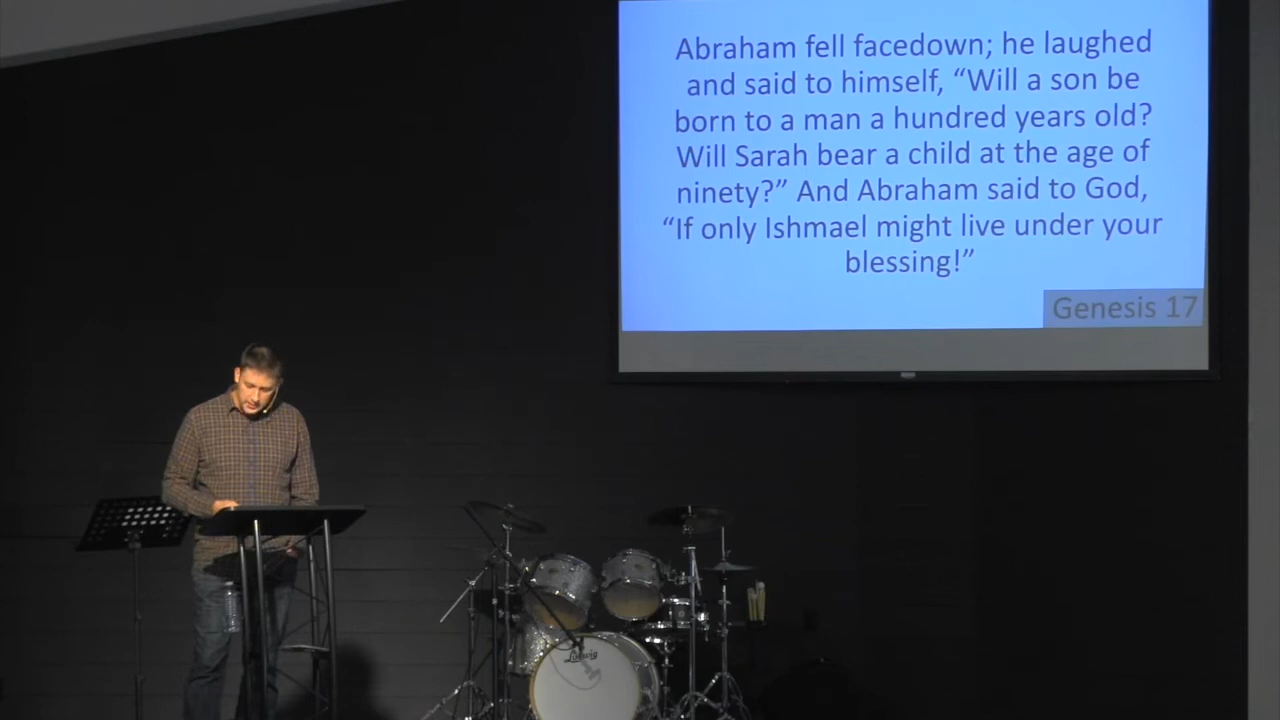 Abraham fell facedown; he laughed
and said to himself, “Will a son be
born to a man a hundred years old?
Will Sarah bear a child at the age of
ninety?” And Abraham said to God,
“If only Ishmael might live under your
blessing!”
Genesis 17
Ludwig